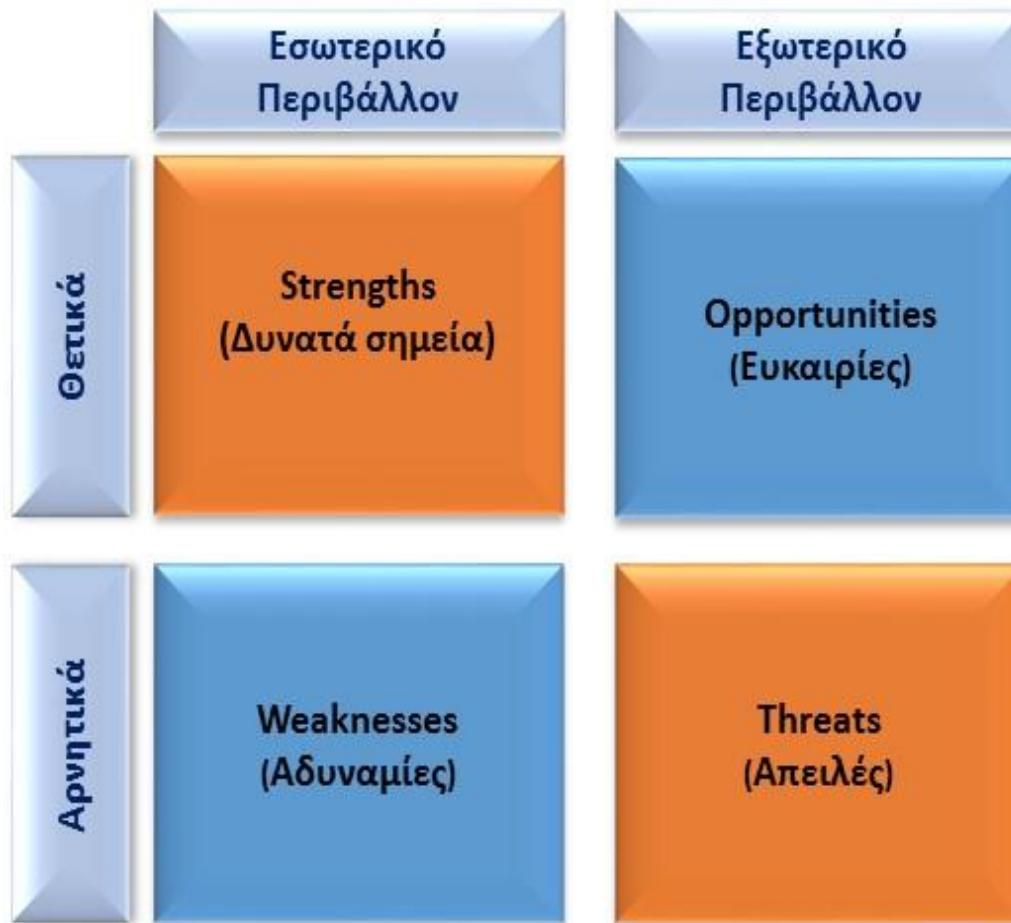 Εσωτερικό
Περιβάλλον
Εξωτερικό
Περιβάλλον
Θετικά
Strengths
(Δυνατά σημεία)
Opportunities
(Ευκαιρίες)
Αρνητικά
Weaknesses
(Αδυναμίες)
Threats
(Απειλές)